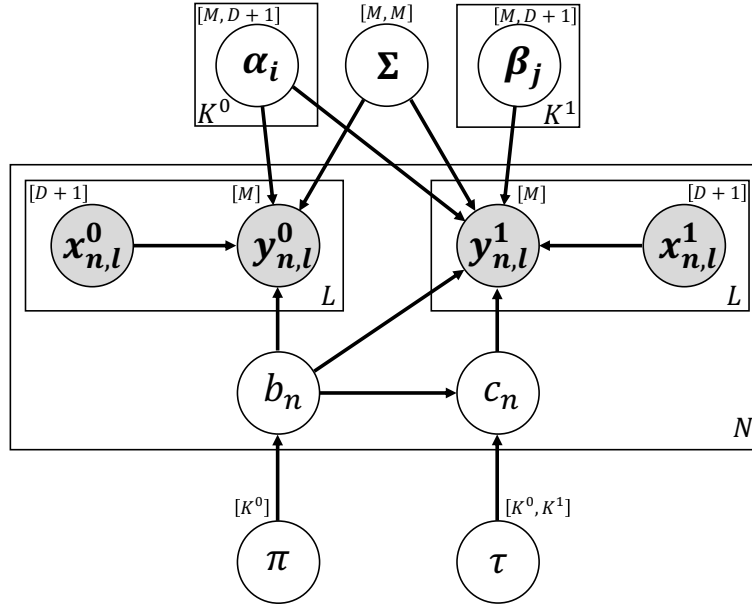 [M, D + 1] [M, M] [M, D + 1]
α_i Σ β_j
K^0 K^1
[D + 1] [M] [M] [D + 1]
x^0_{n,l} y^0_{n,l} y^1_{n,l} x^1_{n,l}
L L
b_n c_n
N
[K^0] [K^0, K^1]
π τ